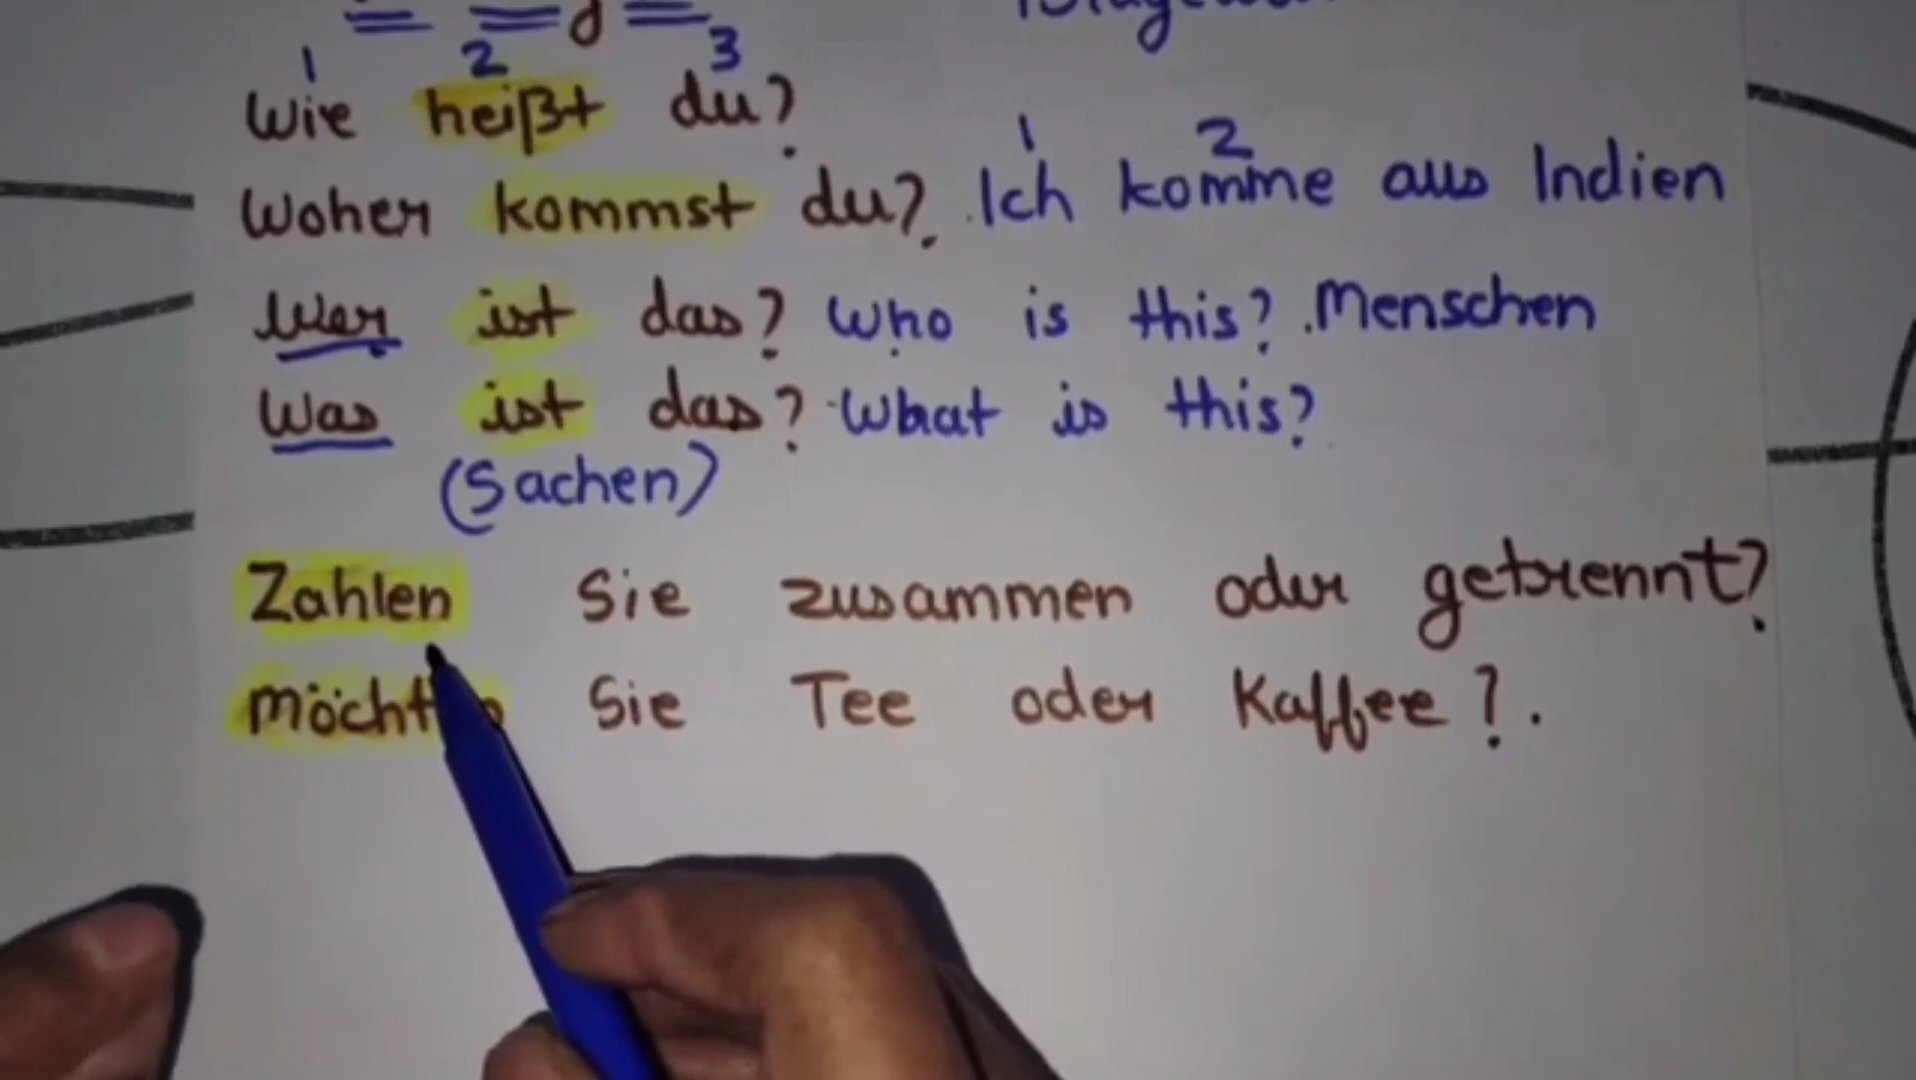 1 2 3
Wie heißt du?
1 2
Woher kommst du? Ich komme aus Indien
Wer ist das? Who is this? Menschen
Was ist das? What is this?
(Sachen)
Zahlen Sie zusammen oder getrennt?
Sie Tee oder Kaffee?.